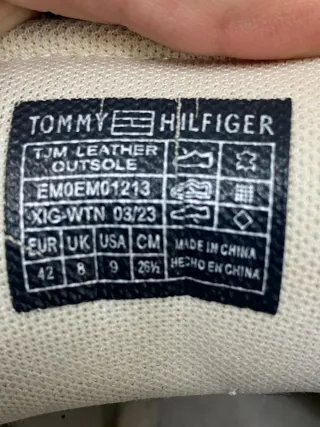 TOMMY HILFIGER
TJM LEATHER
OUTSOLE
EM0EM01213
XIG-WTN 03/23
EUR UK USA CM
42 8 9 26½
MADE IN CHINA
HECHO EN CHINA